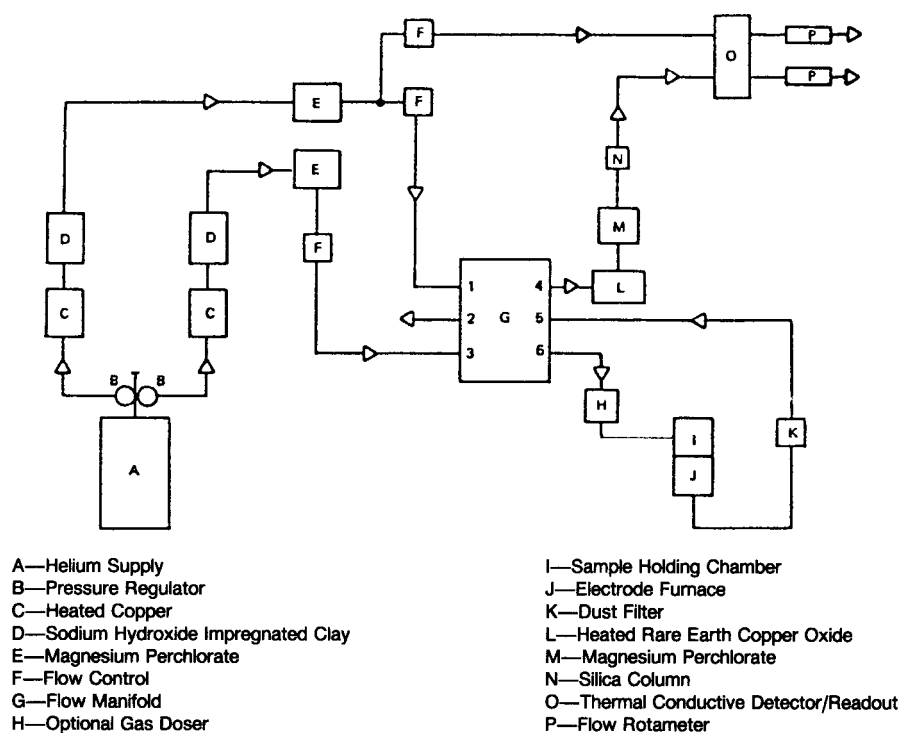 F
P
O
P
E
F
N
E
D
D
M
F
1 4
L
2 G 5
C
C
3 6
B B
H
I
K
A
J
A—Helium Supply
B—Pressure Regulator
C—Heated Copper
D—Sodium Hydroxide Impregnated Clay
E—Magnesium Perchlorate
F—Flow Control
G—Flow Manifold
H—Optional Gas Doser
I—Sample Holding Chamber
J—Electrode Furnace
K—Dust Filter
L—Heated Rare Earth Copper Oxide
M—Magnesium Perchlorate
N—Silica Column
O—Thermal Conductive Detector/Readout
P—Flow Rotameter